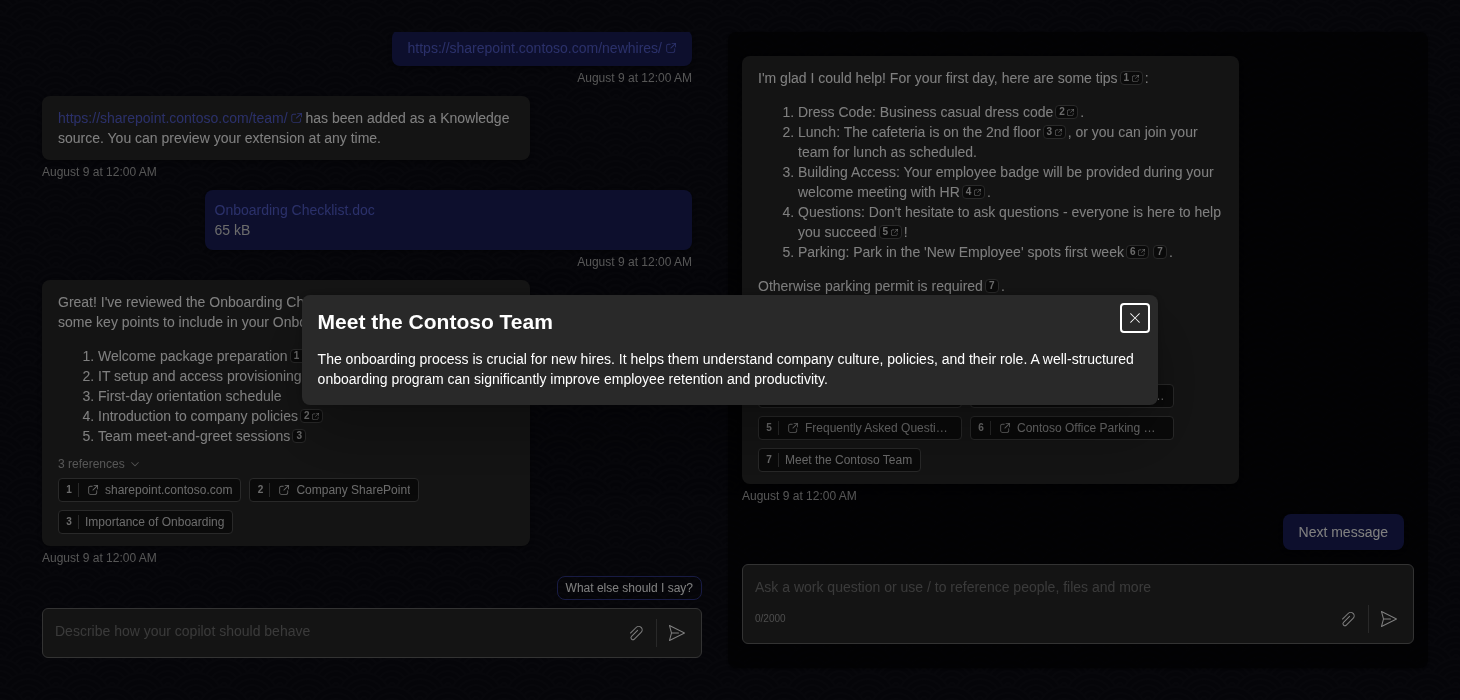 https://sharepoint.contoso.com/newhires/
August 9 at 12:00 AM
https://sharepoint.contoso.com/team/ has been added as a Knowledge
source. You can preview your extension at any time.
August 9 at 12:00 AM
Onboarding Checklist.doc
65 kB
August 9 at 12:00 AM
Great! I've reviewed the Onboarding Ch
some key points to include in your Onbo
1. Welcome package preparation 1
2. IT setup and access provisioning
3. First-day orientation schedule
4. Introduction to company policies 2
5. Team meet-and-greet sessions 3
3 references
1 sharepoint.contoso.com 2 Company SharePoint
3 Importance of Onboarding
August 9 at 12:00 AM
What else should I say?
Describe how your copilot should behave
I'm glad I could help! For your first day, here are some tips 1 :
1. Dress Code: Business casual dress code 2 .
2. Lunch: The cafeteria is on the 2nd floor 3 , or you can join your
team for lunch as scheduled.
3. Building Access: Your employee badge will be provided during your
welcome meeting with HR 4 .
4. Questions: Don't hesitate to ask questions - everyone is here to help
you succeed 5 !
5. Parking: Park in the 'New Employee' spots first week 6 7 .
Otherwise parking permit is required 7 .
Meet the Contoso Team
The onboarding process is crucial for new hires. It helps them understand company culture, policies, and their role. A well-structured
onboarding program can significantly improve employee retention and productivity.
5 Frequently Asked Questi... 6 Contoso Office Parking ...
7 Meet the Contoso Team
August 9 at 12:00 AM
Next message
Ask a work question or use / to reference people, files and more
0/2000